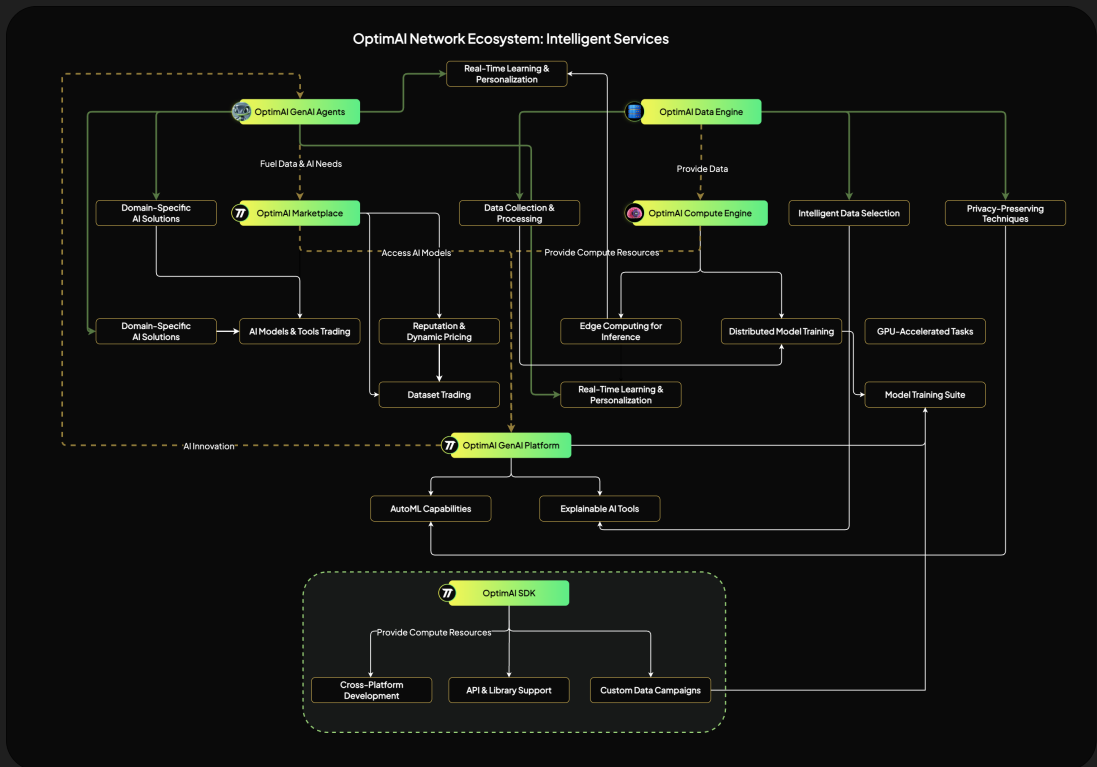 OptimAI Network Ecosystem: Intelligent Services
Real-Time Learning &
Personalization
OptimAI GenAI Agents
OptimAI Data Engine
Fuel Data & AI Needs
Provide Data
Domain-Specific
AI Solutions
OptimAI Marketplace
Data Collection &
Processing
OptimAI Compute Engine
Intelligent Data Selection
Privacy-Preserving
Techniques
Access AI Models
Provide Compute Resources
Domain-Specific
AI Solutions
AI Models & Tools Trading
Reputation &
Dynamic Pricing
Edge Computing for
Inference
Distributed Model Training
GPU-Accelerated Tasks
Dataset Trading
Real-Time Learning &
Personalization
Model Training Suite
AI Innovation
OptimAI GenAI Platform
AutoML Capabilities
Explainable AI Tools
OptimAI SDK
Provide Compute Resources
Cross-Platform
Development
API & Library Support
Custom Data Campaigns